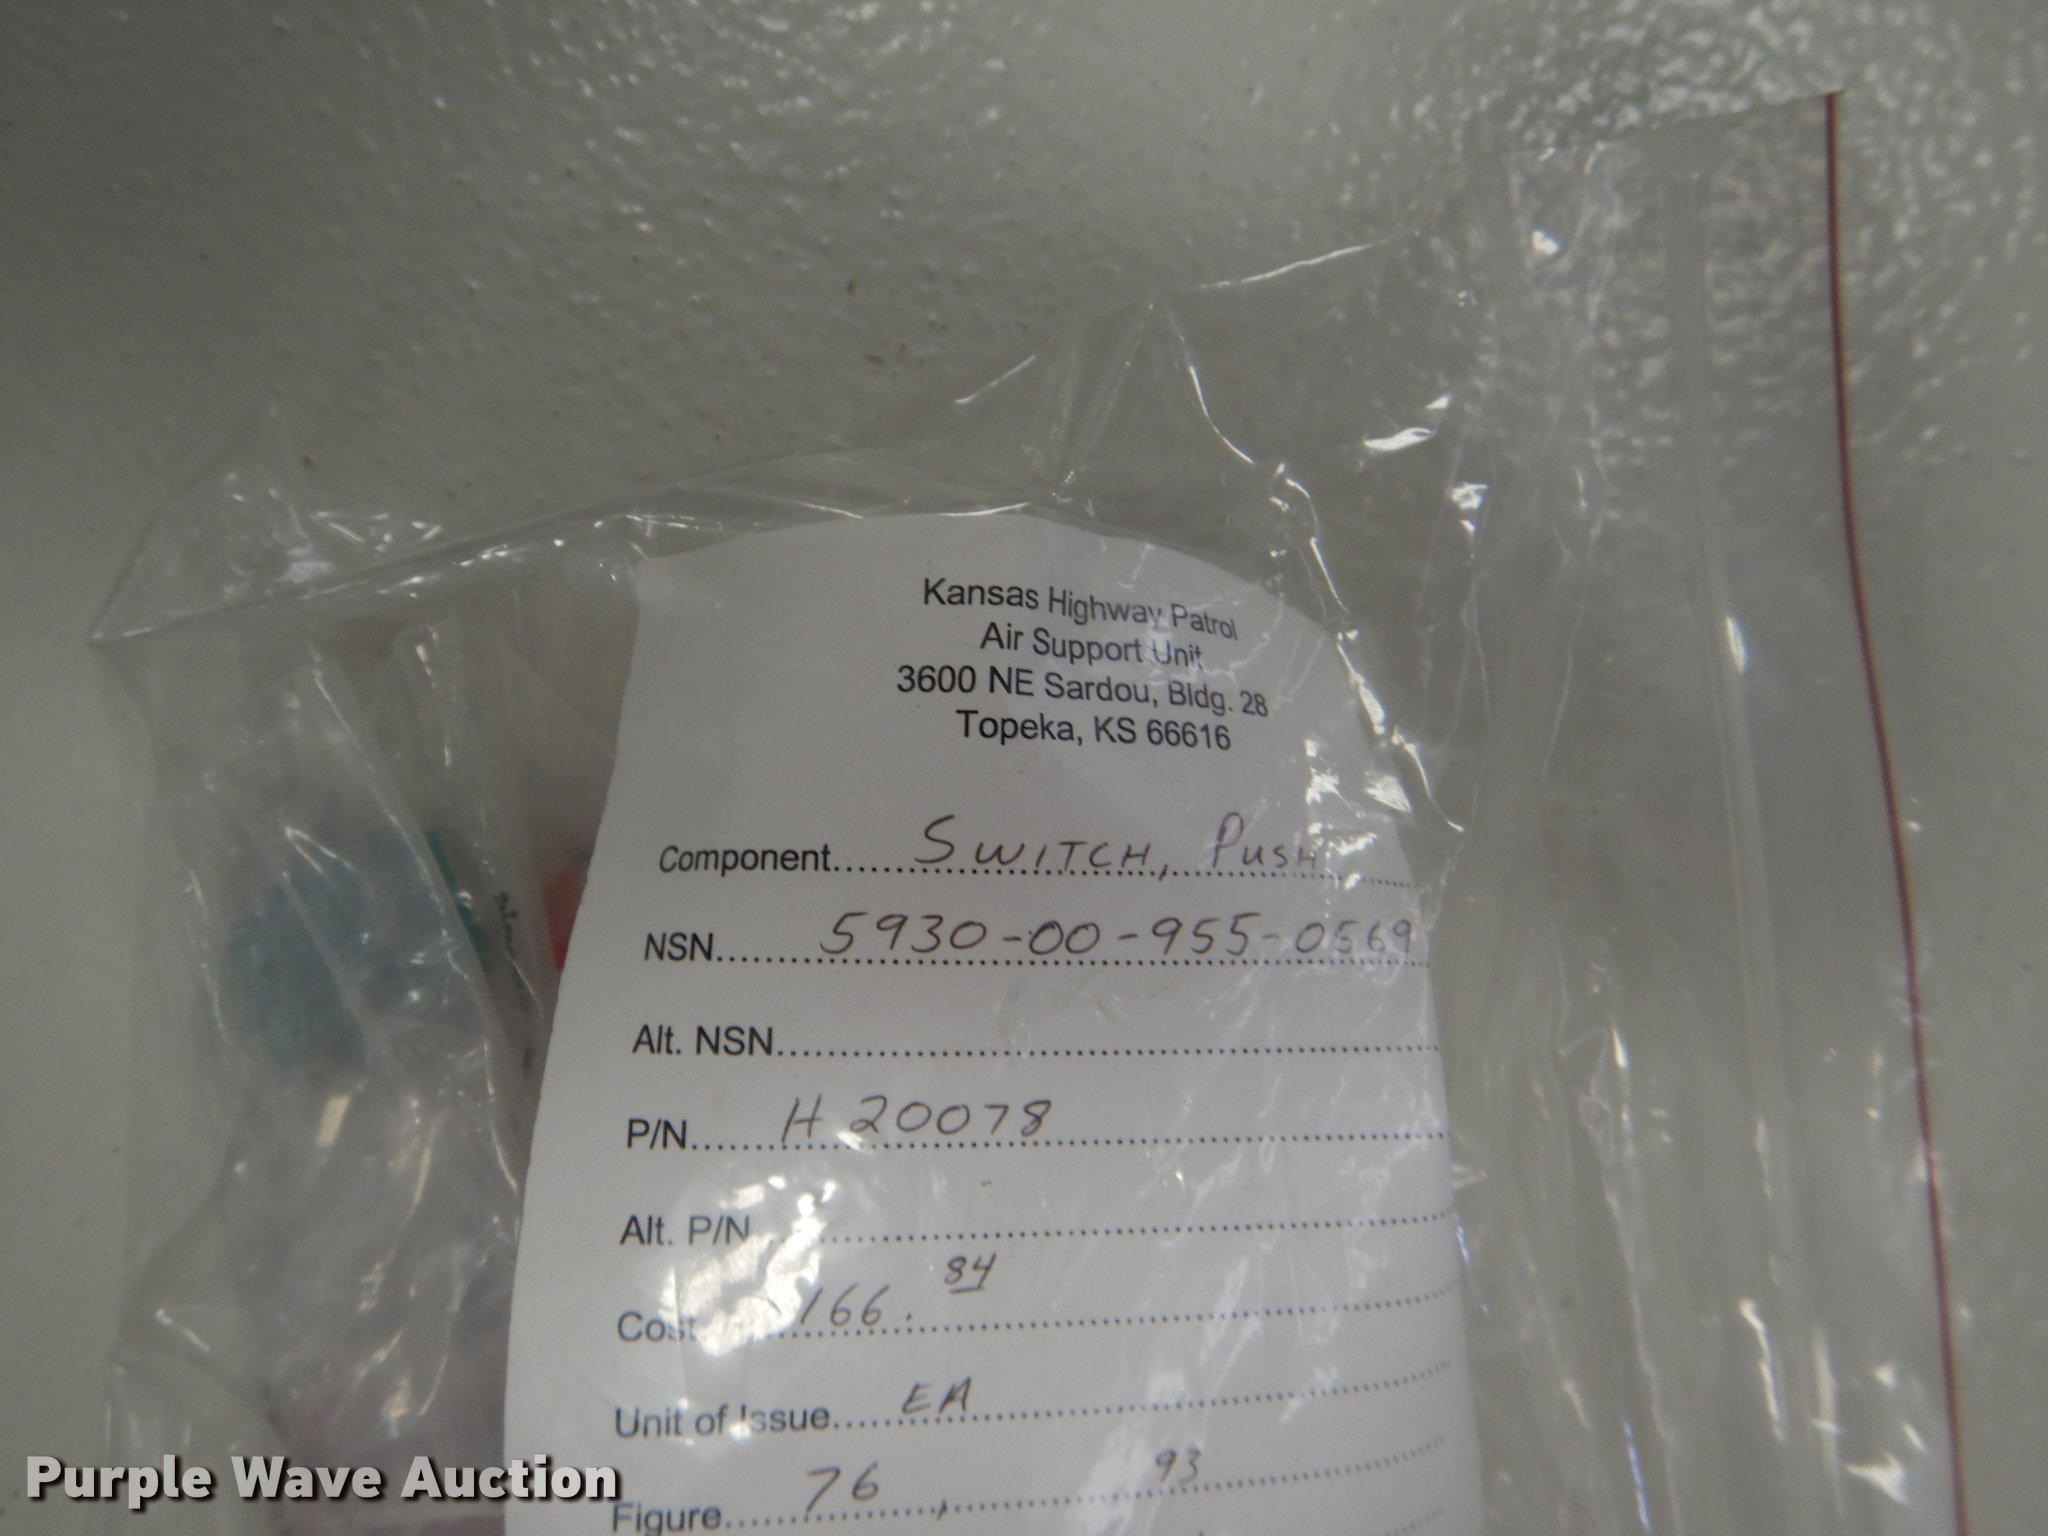 Kansas Highway Patrol
Air Support Unit
3600 NE Sardou, Bldg. 28
Topeka, KS 66616
Component...... SWITCH, PUSH
NSN...... 5930-00-955-0569
Alt. NSN......
P/N...... H 20078
Alt. P/N......
Cost...... 166.84
Unit of Issue...... EA
Figure...... 76, 93
Purple Wave Auction